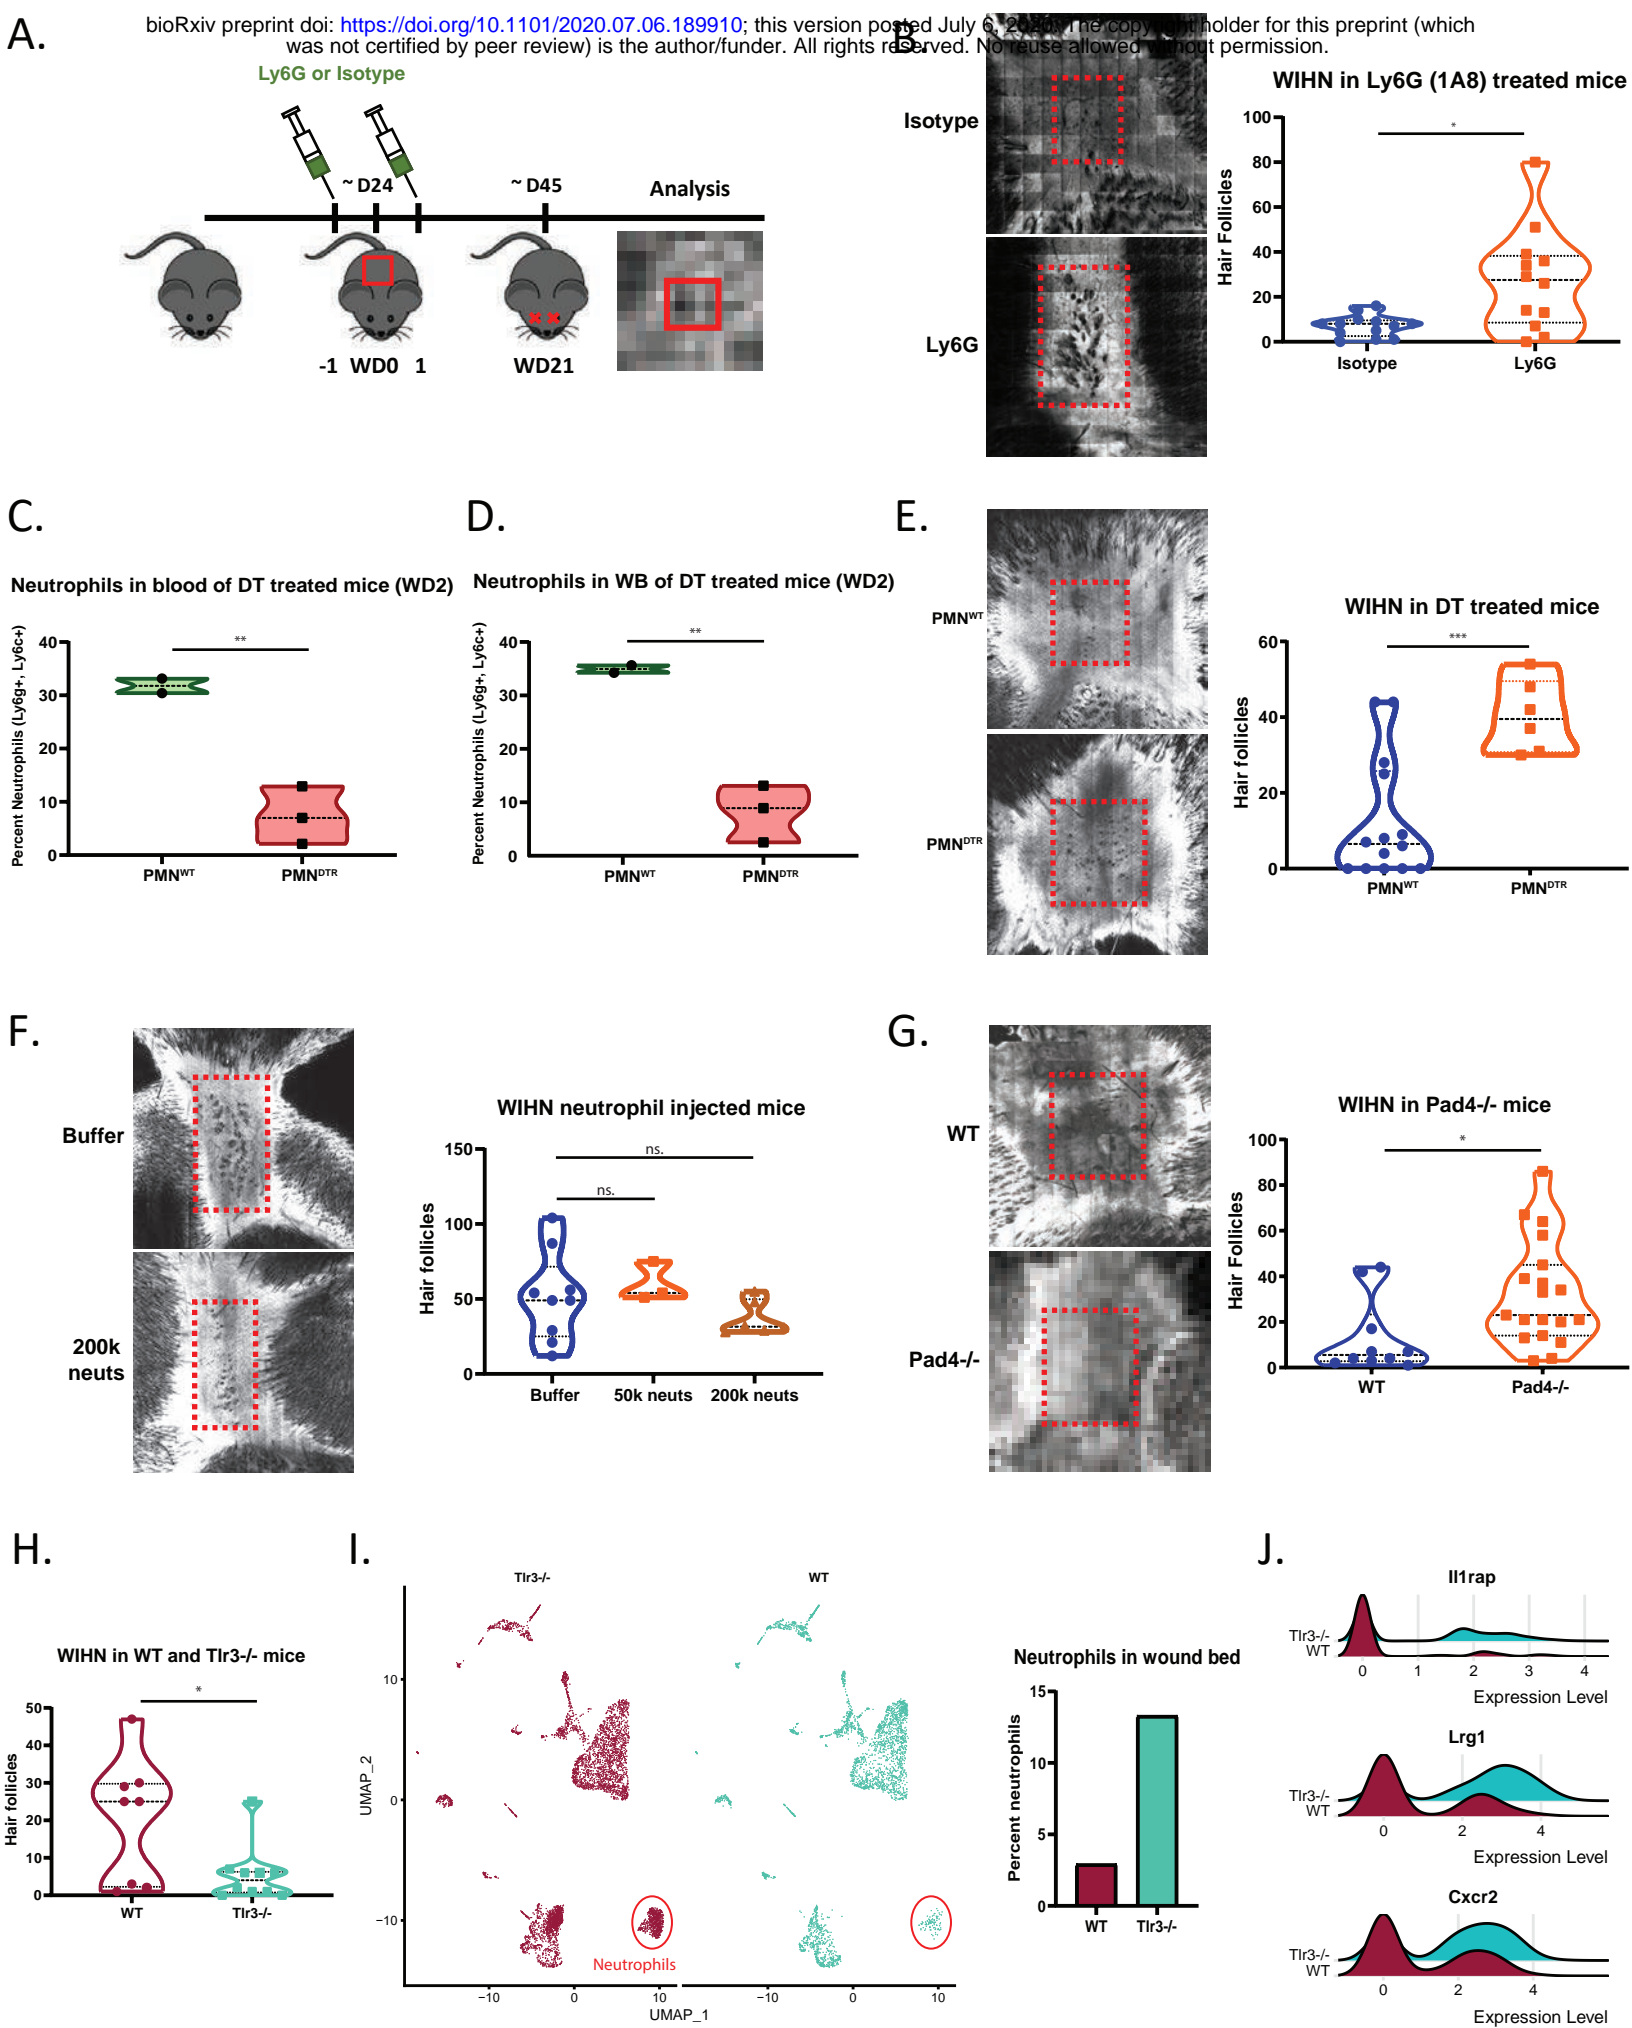 bioRxiv preprint doi: https://doi.org/10.1101/2020.07.06.189910; this version posted July 6, 2020. The copyright holder for this preprint (which
was not certified by peer review) is the author/funder. All rights reserved. No reuse allowed without permission.
A.
Ly6G or Isotype
~ D24
~ D45
Analysis
-1 WD0 1
WD21
B.
Isotype
Ly6G
WIHN in Ly6G (1A8) treated mice
Hair Follicles
100
80
60
40
20
0
*
Isotype
Ly6G
C.
Neutrophils in blood of DT treated mice (WD2)
Percent Neutrophils (Ly6g+, Ly6c+)
40
30
20
10
0
**
PMNWT
PMNDTR
D.
Neutrophils in WB of DT treated mice (WD2)
Percent Neutrophils (Ly6g+, Ly6c+)
40
30
20
10
0
**
PMNWT
PMNDTR
E.
PMNWT
PMNDTR
WIHN in DT treated mice
Hair follicles
60
40
20
0
***
PMNWT
PMNDTR
F.
Buffer
200k
neuts
WIHN neutrophil injected mice
Hair follicles
150
100
50
0
ns.
ns.
Buffer
50k neuts
200k neuts
G.
WT
Pad4-/-
WIHN in Pad4-/- mice
Hair Follicles
100
80
60
40
20
0
*
WT
Pad4-/-
H.
WIHN in WT and Tlr3-/- mice
Hair follicles
50
40
30
20
10
0
*
WT
Tlr3-/-
I.
Tlr3-/-
WT
UMAP_2
10
0
−10
Neutrophils
−10
0
10
−10
0
10
UMAP_1
Neutrophils in wound bed
Percent neutrophils
15
10
5
0
WT
Tlr3-/-
J.
Il1rap
Tlr3-/-
WT
0
1
2
3
4
Expression Level
Lrg1
Tlr3-/-
WT
0
2
4
Expression Level
Cxcr2
Tlr3-/-
WT
0
2
4
Expression Level